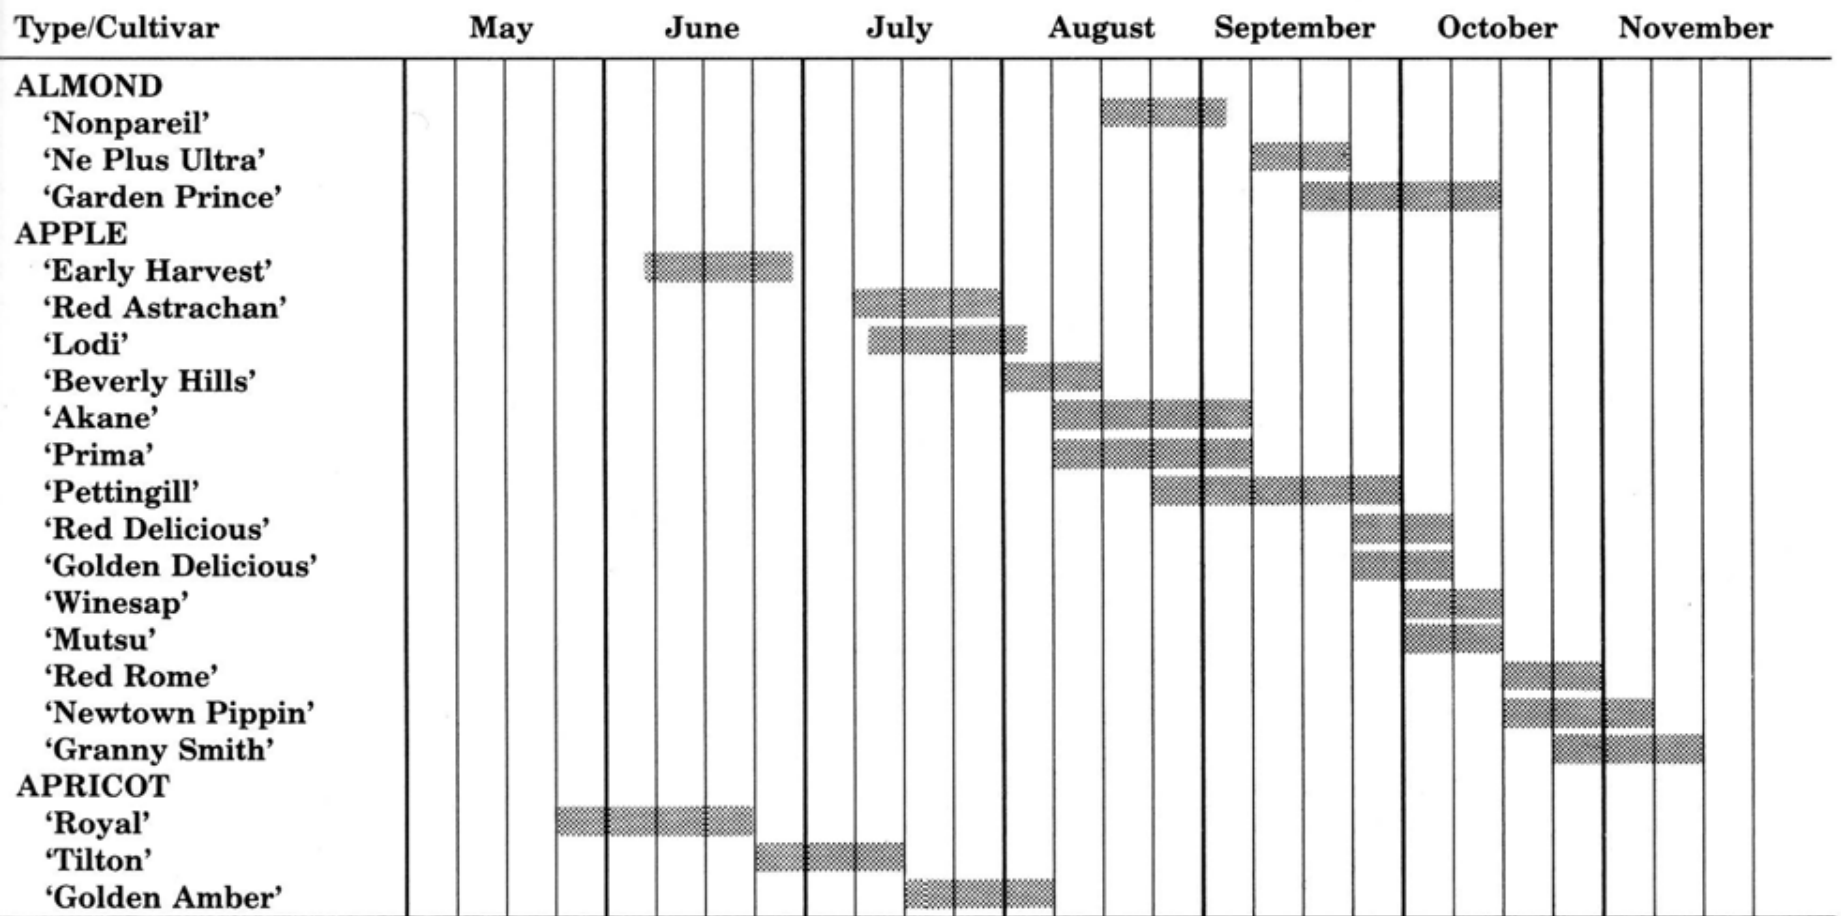 Type/Cultivar May June July August September October November
ALMOND
‘Nonpareil’
‘Ne Plus Ultra’
‘Garden Prince’
APPLE
‘Early Harvest’
‘Red Astrachan’
‘Lodi’
‘Beverly Hills’
‘Akane’
‘Prima’
‘Pettingill’
‘Red Delicious’
‘Golden Delicious’
‘Winesap’
‘Mutsu’
‘Red Rome’
‘Newtown Pippin’
‘Granny Smith’
APRICOT
‘Royal’
‘Tilton’
‘Golden Amber’